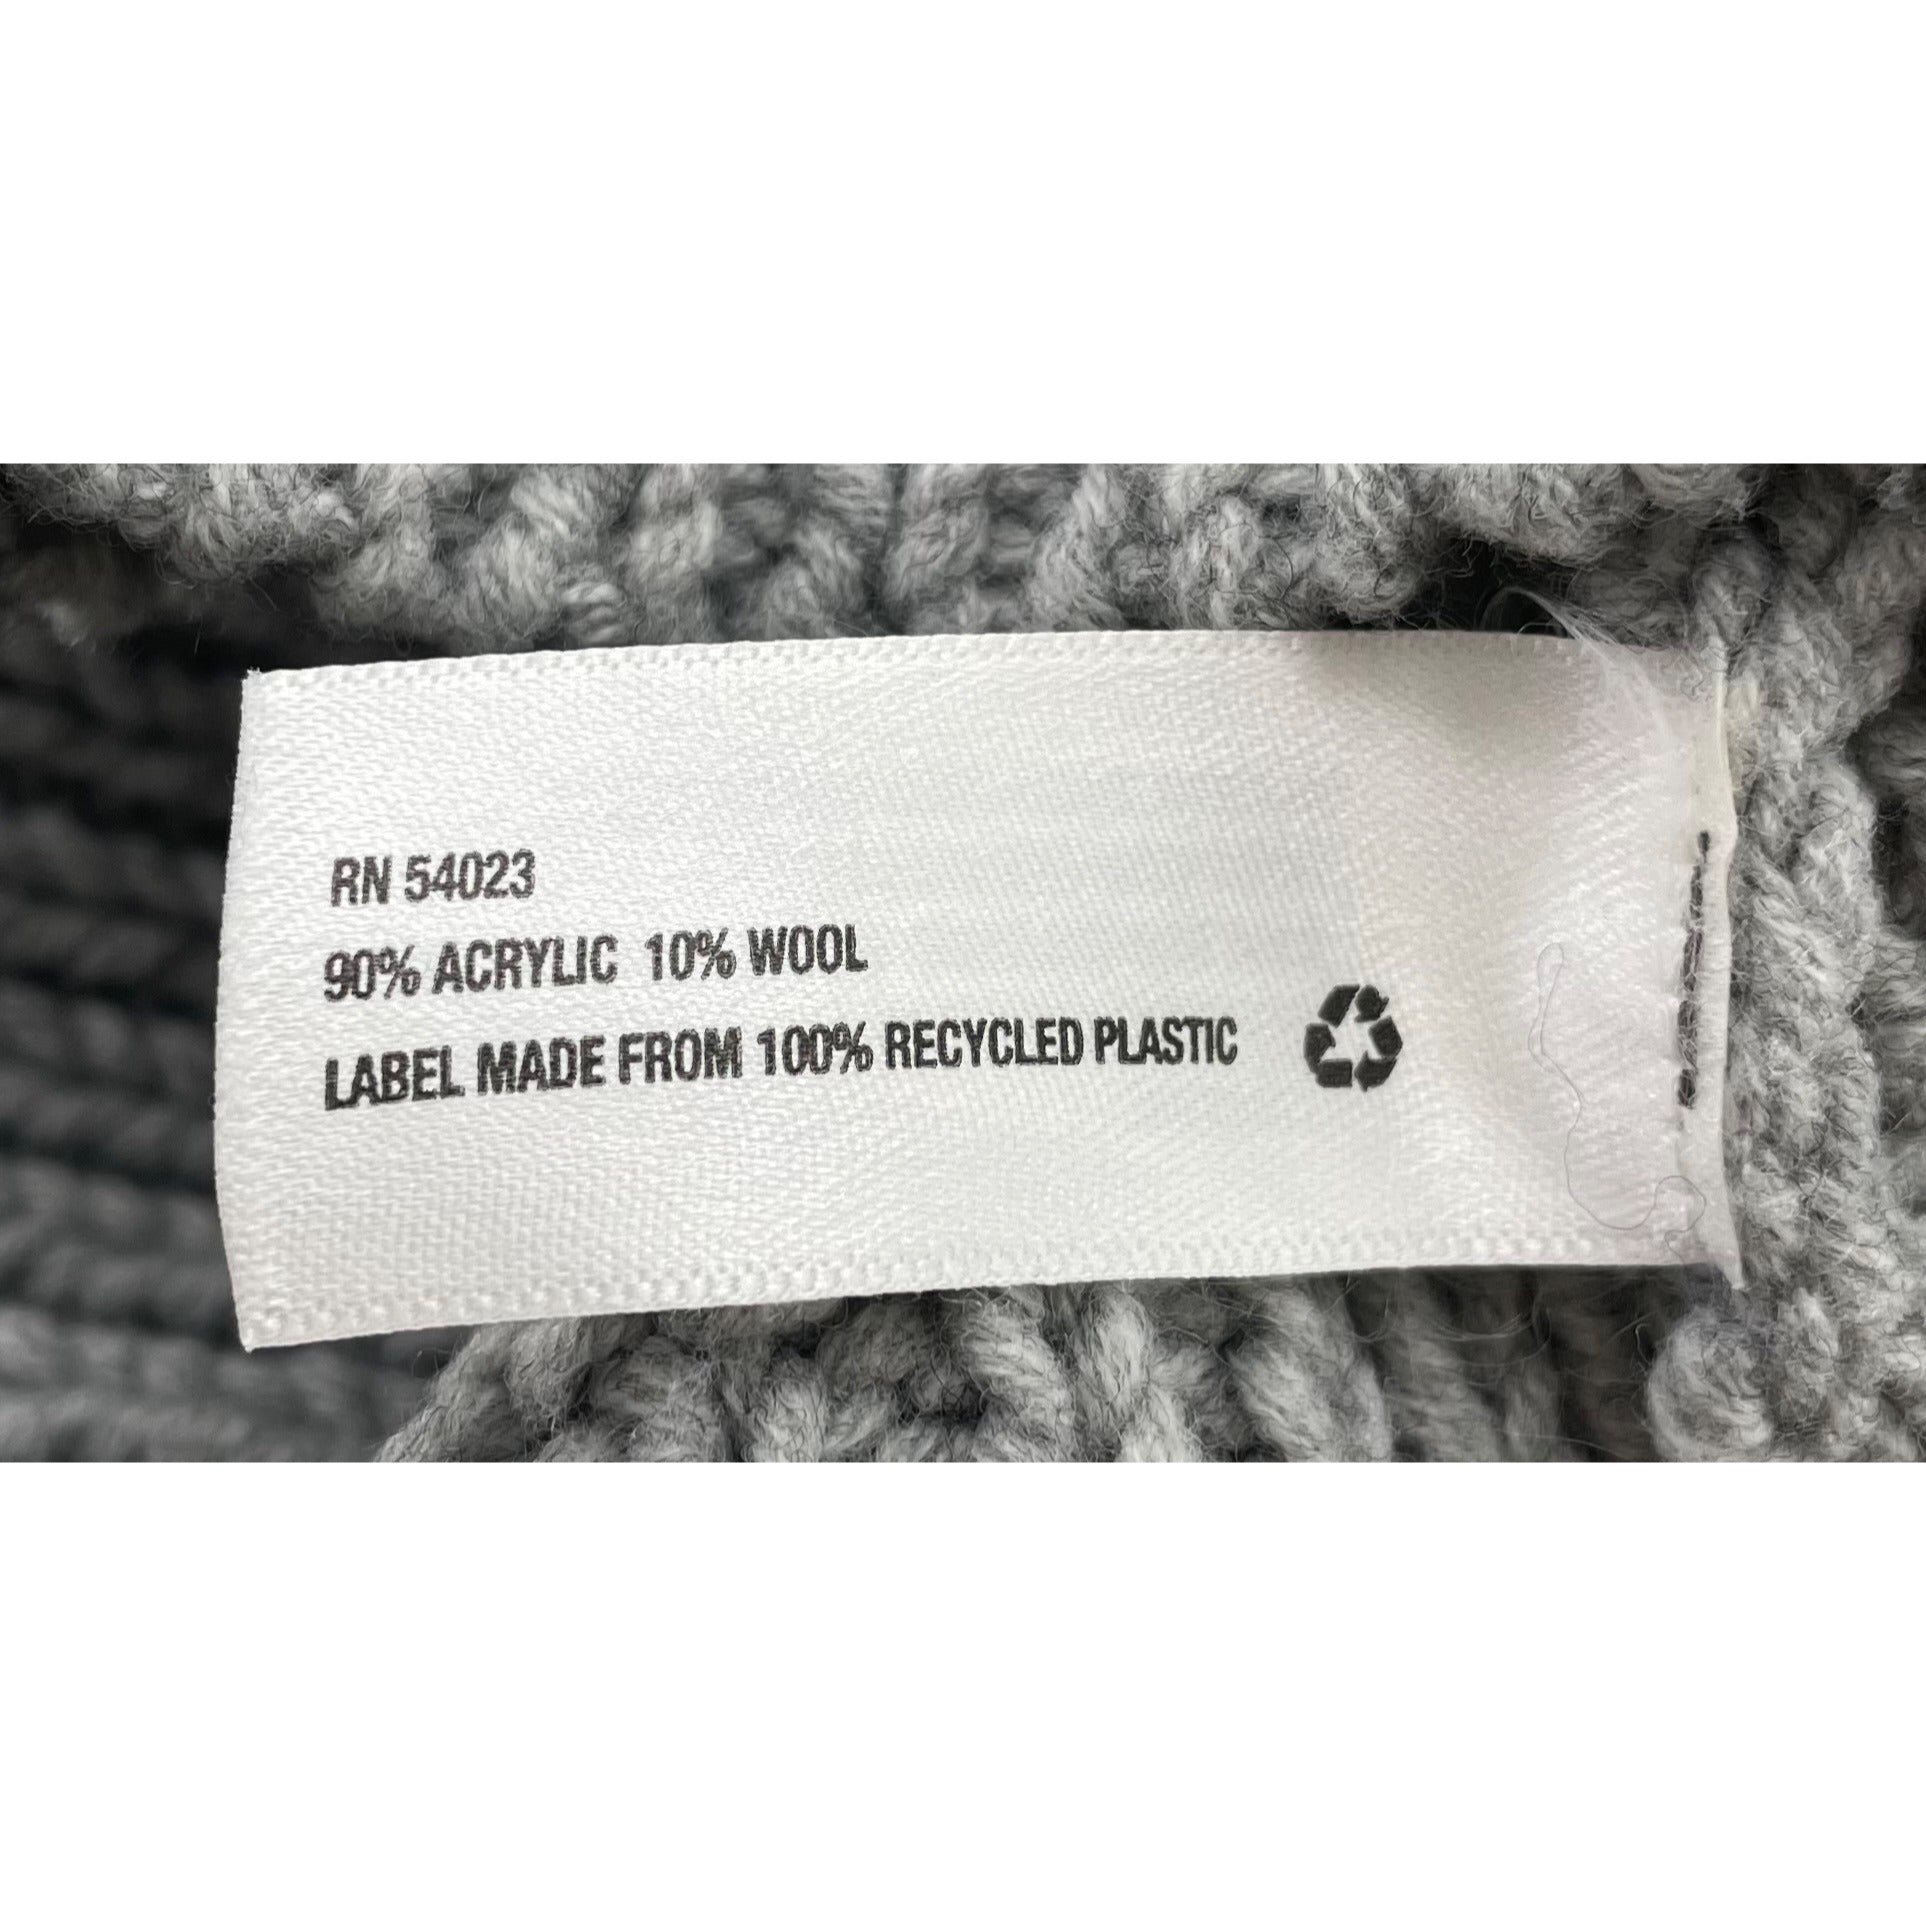 RN 54023
90% ACRYLIC 10% WOOL
LABEL MADE FROM 100% RECYCLED PLASTIC